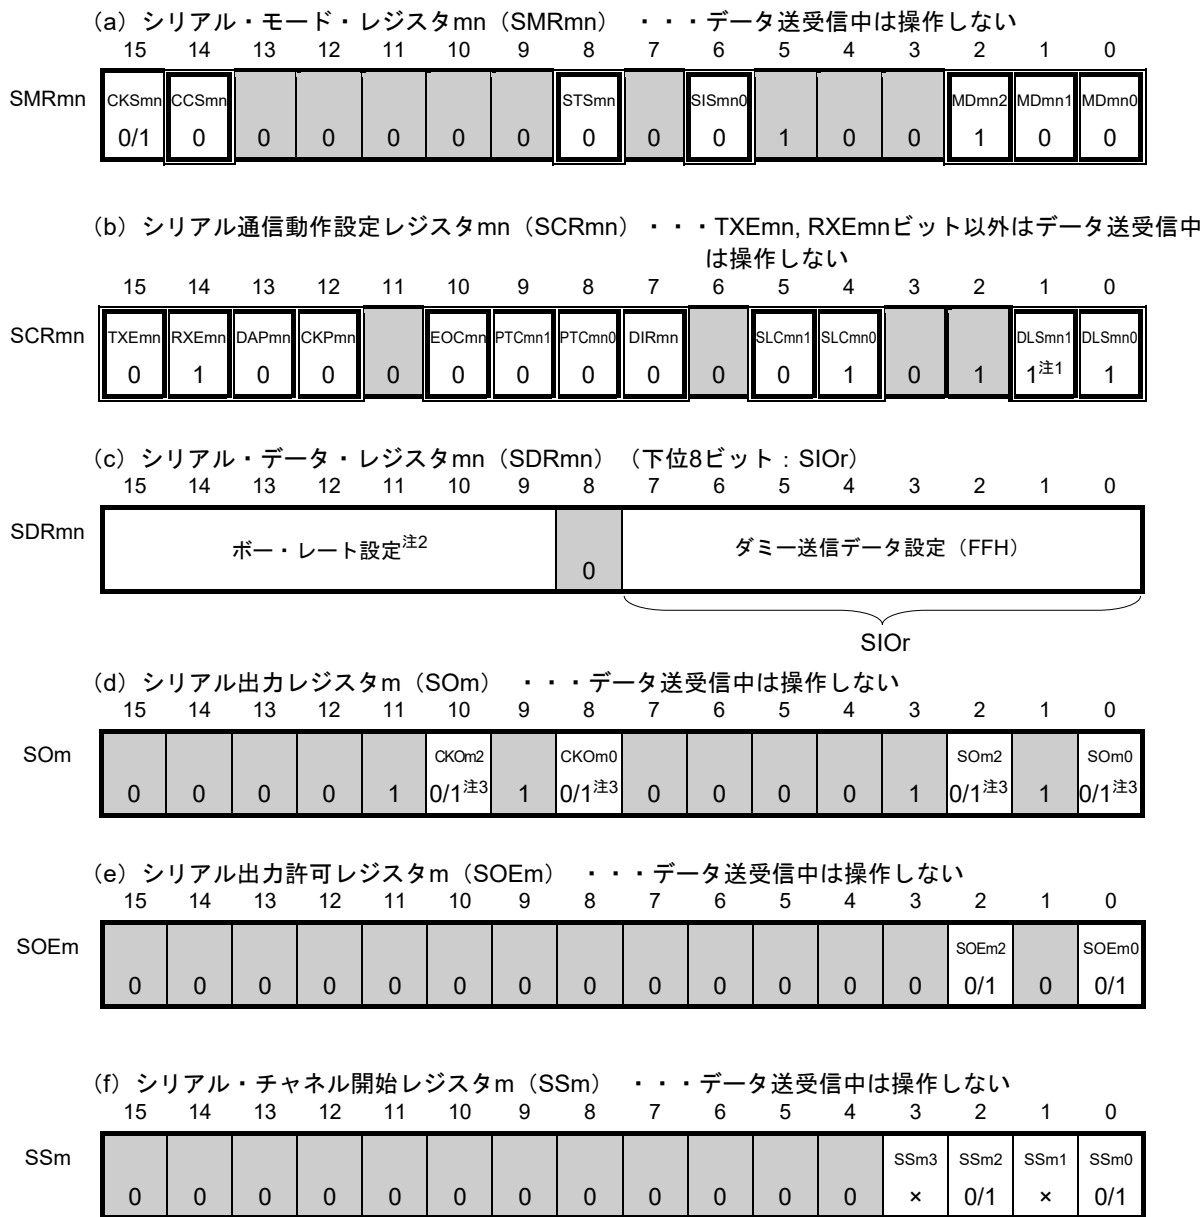 (a) シリアル・モード・レジスタmn（SMRmn） ・・・データ送受信中は操作しない
15 14 13 12 11 10 9 8 7 6 5 4 3 2 1 0
SMRmn CKSmn CCSmn STSmn SISmn0 MDmn2 MDmn1 MDmn0
0/1 0 0 0 0 0 0 0 0 0 1 0 0 1 0 0
(b) シリアル通信動作設定レジスタmn（SCRmn）・・・TXEmn, RXEmnビット以外はデータ送受信中
は操作しない
15 14 13 12 11 10 9 8 7 6 5 4 3 2 1 0
SCRmn TXEmn RXEmn DAPmn CKPmn EOCmn PTCmn1 PTCmn0 DIRmn SLCmn1 SLCmn0 DLSmn1 DLSmn0
0 1 0 0 0 0 0 0 0 0 0 1 0 1 1注1 1
(c) シリアル・データ・レジスタmn（SDRmn）（下位8ビット：SIOr）
15 14 13 12 11 10 9 8 7 6 5 4 3 2 1 0
SDRmn ボー・レート設定注2 0 ダミー送信データ設定（FFH）
SIOr
(d) シリアル出力レジスタm（SOm） ・・・データ送受信中は操作しない
15 14 13 12 11 10 9 8 7 6 5 4 3 2 1 0
SOm CKOm2 CKOm0 SOm2 SOm0
0 0 0 0 1 0/1注3 1 0/1注3 0 0 0 0 1 0/1注3 1 0/1注3
(e) シリアル出力許可レジスタm（SOEm） ・・・データ送受信中は操作しない
15 14 13 12 11 10 9 8 7 6 5 4 3 2 1 0
SOEm SOEm2 SOEm0
0 0 0 0 0 0 0 0 0 0 0 0 0 0/1 0 0/1
(f) シリアル・チャネル開始レジスタm（SSm） ・・・データ送受信中は操作しない
15 14 13 12 11 10 9 8 7 6 5 4 3 2 1 0
SSm SSm3 SSm2 SSm1 SSm0
0 0 0 0 0 0 0 0 0 0 0 0 × 0/1 × 0/1